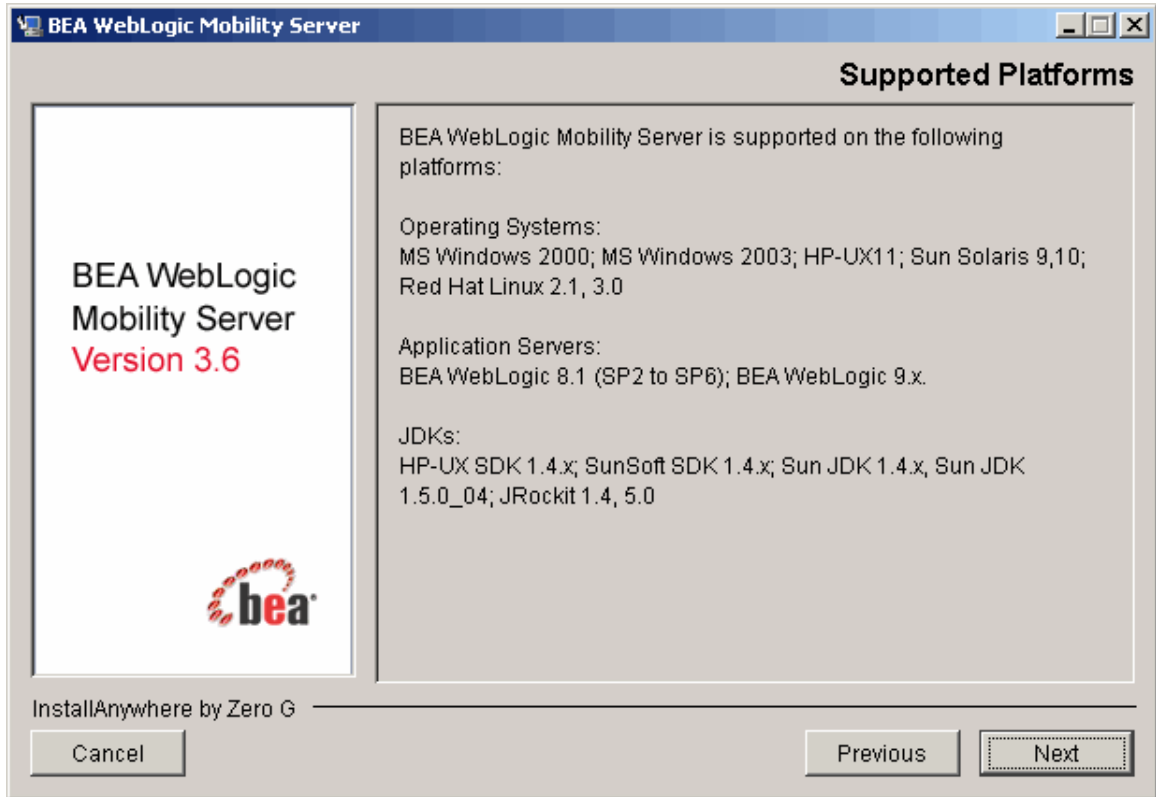 BEA WebLogic Mobility Server
Supported Platforms
BEA WebLogic
Mobility Server
Version 3.6
bea
BEA WebLogic Mobility Server is supported on the following
platforms:
Operating Systems:
MS Windows 2000; MS Windows 2003; HP-UX11; Sun Solaris 9,10;
Red Hat Linux 2.1, 3.0
Application Servers:
BEA WebLogic 8.1 (SP2 to SP6); BEA WebLogic 9.x.
JDKs:
HP-UX SDK 1.4.x; SunSoft SDK 1.4.x; Sun JDK 1.4.x, Sun JDK
1.5.0_04; JRockit 1.4, 5.0
InstallAnywhere by Zero G
Cancel
Previous
Next